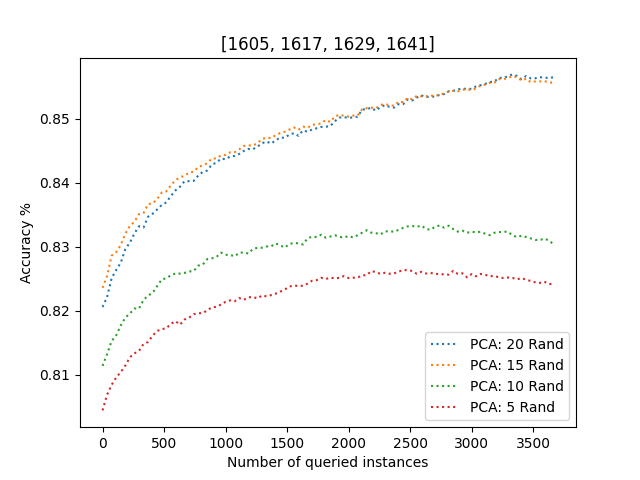 [1605, 1617, 1629, 1641]
Accuracy %
0.85
0.84
0.83
0.82
0.81
PCA: 20 Rand
PCA: 15 Rand
PCA: 10 Rand
PCA: 5 Rand
0 500 1000 1500 2000 2500 3000 3500
Number of queried instances